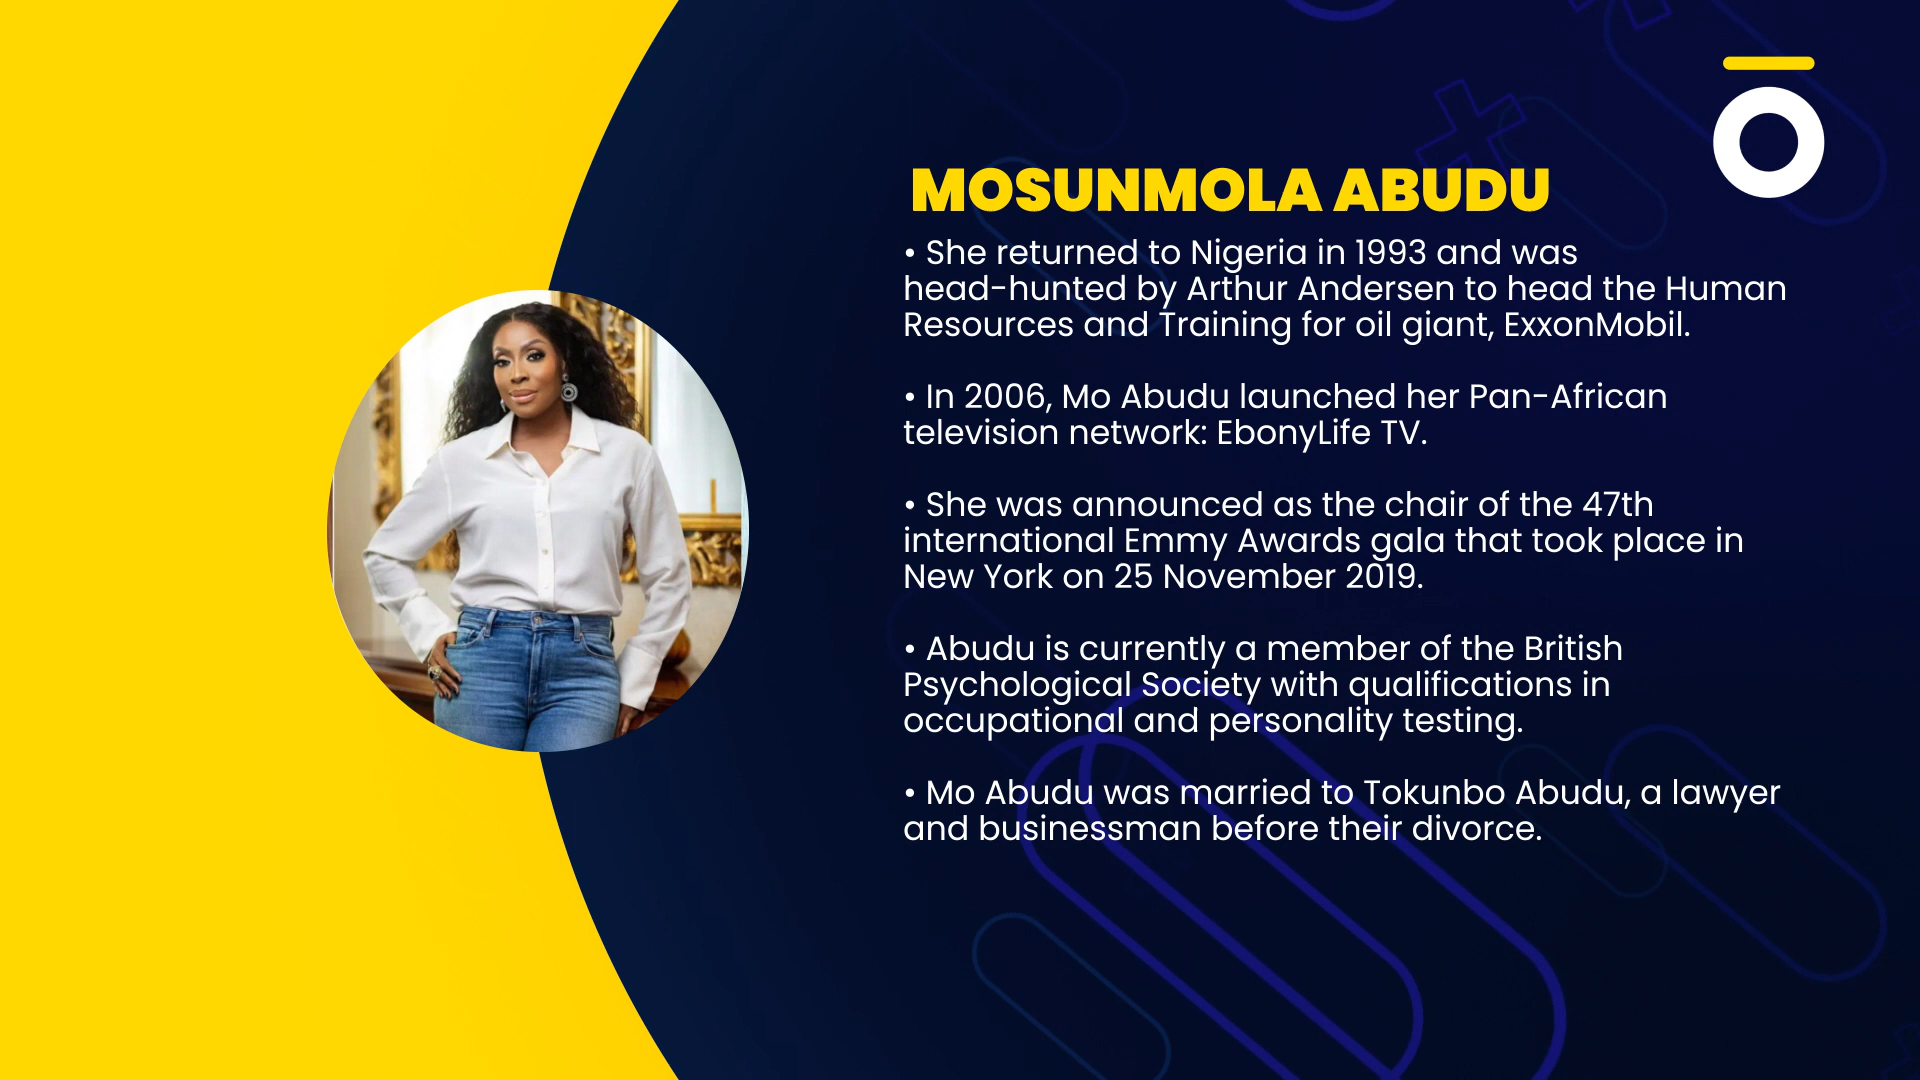 MOSUNMOLA ABUDU
• She returned to Nigeria in 1993 and was
head-hunted by Arthur Andersen to head the Human
Resources and Training for oil giant, ExxonMobil.
• In 2006, Mo Abudu launched her Pan-African
television network: EbonyLife TV.
• She was announced as the chair of the 47th
international Emmy Awards gala that took place in
New York on 25 November 2019.
• Abudu is currently a member of the British
Psychological Society with qualifications in
occupational and personality testing.
• Mo Abudu was married to Tokunbo Abudu, a lawyer
and businessman before their divorce.